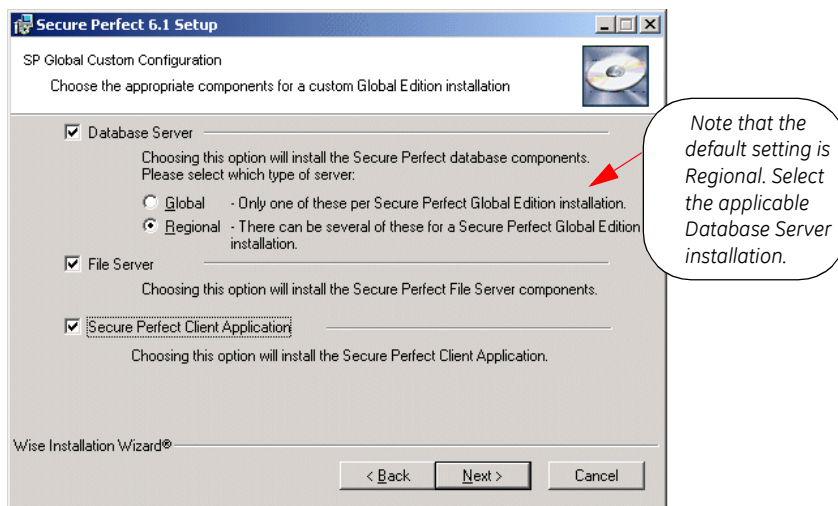 Secure Perfect 6.1 Setup
SP Global Custom Configuration
Choose the appropriate components for a custom Global Edition installation
Database Server
Choosing this option will install the Secure Perfect database components.
Please select which type of server:
Global - Only one of these per Secure Perfect Global Edition installation.
Regional - There can be several of these for a Secure Perfect Global Edition
installation.
File Server
Choosing this option will install the Secure Perfect File Server components.
Secure Perfect Client Application
Choosing this option will install the Secure Perfect Client Application.
Wise Installation Wizard®
< Back
Next >
Cancel
Note that the
default setting is
Regional. Select
the applicable
Database Server
installation.